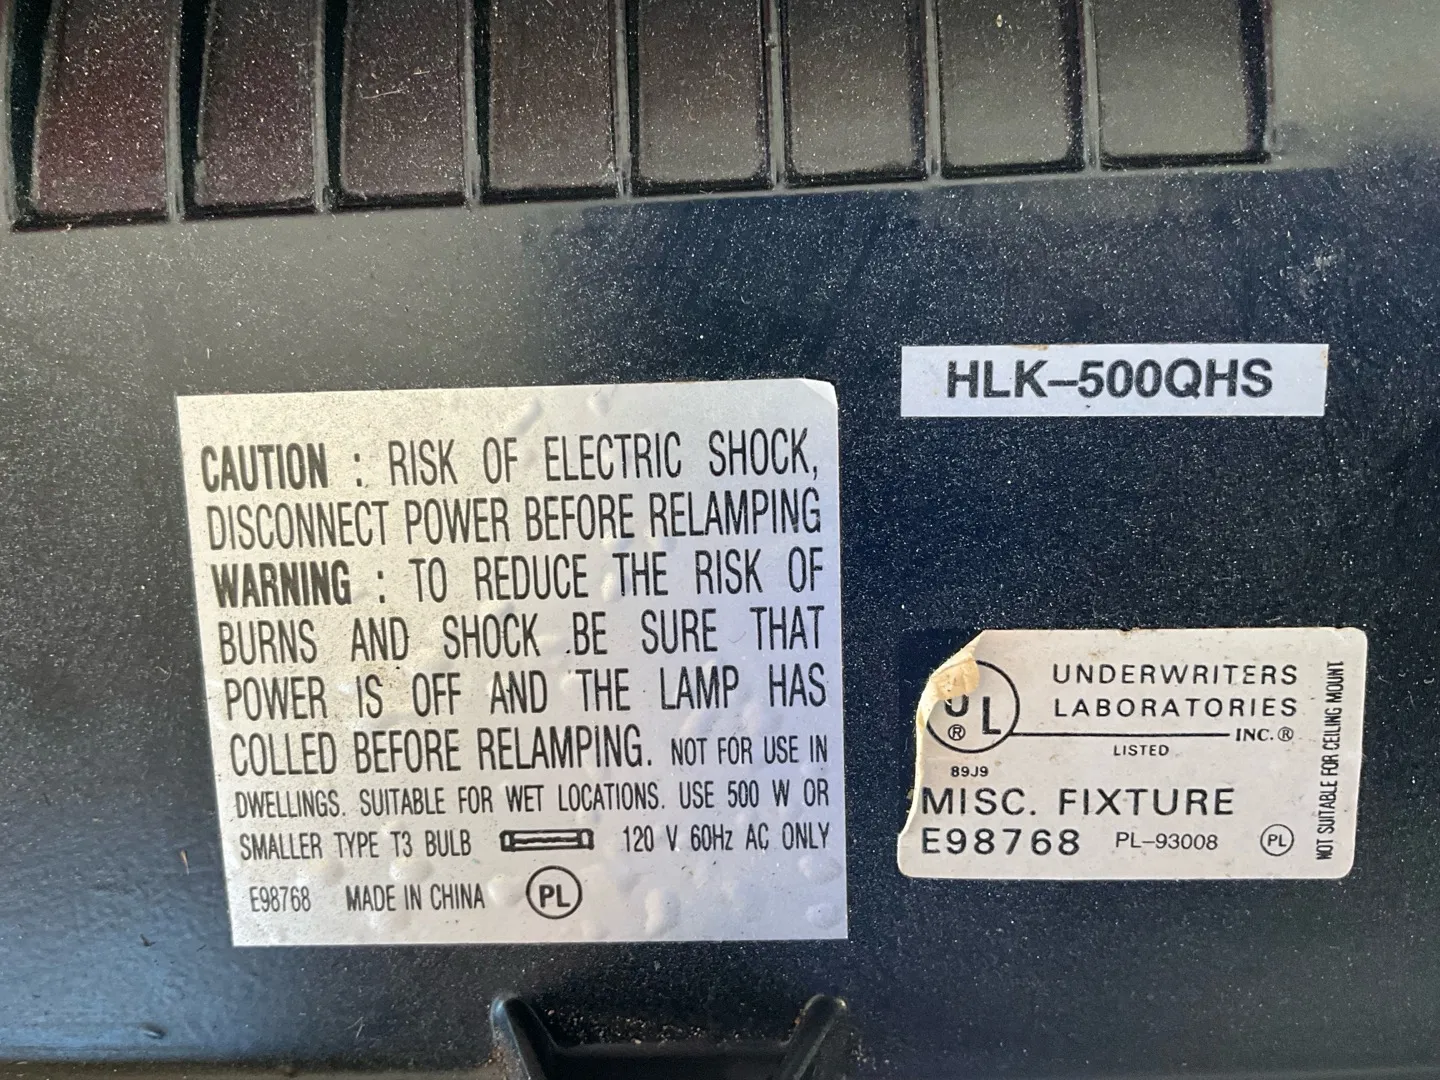 HLK-500QHS
CAUTION : RISK OF ELECTRIC SHOCK,
DISCONNECT POWER BEFORE RELAMPING
WARNING : TO REDUCE THE RISK OF
BURNS AND SHOCK BE SURE THAT
POWER IS OFF AND THE LAMP HAS
COLLED BEFORE RELAMPING. NOT FOR USE IN
DWELLINGS. SUITABLE FOR WET LOCATIONS. USE 500 W OR
SMALLER TYPE T3 BULB 120 V 60Hz AC ONLY
E98768 MADE IN CHINA PL
UL ®
UNDERWRITERS
LABORATORIES
INC.®
LISTED
89J9
MISC. FIXTURE
E98768 PL-93008 PL
NOT SUITABLE FOR CEILING MOUNT